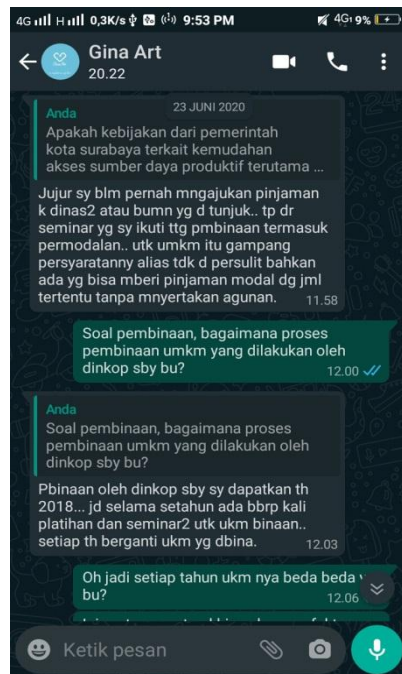 4G H 0,3K/s 9:53 PM 4G 9%
Gina Art
20.22
23 JUNI 2020
Anda
Apakah kebijakan dari pemerintah
kota surabaya terkait kemudahan
akses sumber daya produktif terutama ...
Jujur sy blm pernah mngajukan pinjaman
k dinas2 atau bumn yg d tunjuk.. tp dr
seminar yg sy ikuti ttg pmbinaan termasuk
permodalan.. utk umkm itu gampang
persyaratanny alias tdk d persulit bahkan
ada yg bisa mberi pinjaman modal dg jml
tertentu tanpa mnyertakan agunan. 11.58
Soal pembinaan, bagaimana proses
pembinaan umkm yang dilakukan oleh
dinkop sby bu? 12.00
Anda
Soal pembinaan, bagaimana proses
pembinaan umkm yang dilakukan oleh
dinkop sby bu?
Pbinaan oleh dinkop sby sy dapatkan th
2018... jd selama setahun ada bbrp kali
platihan dan seminar2 utk ukm binaan..
setiap th berganti ukm yg dbina. 12.03
Oh jadi setiap tahun ukm nya beda beda
bu? 12.06
Ketik pesan